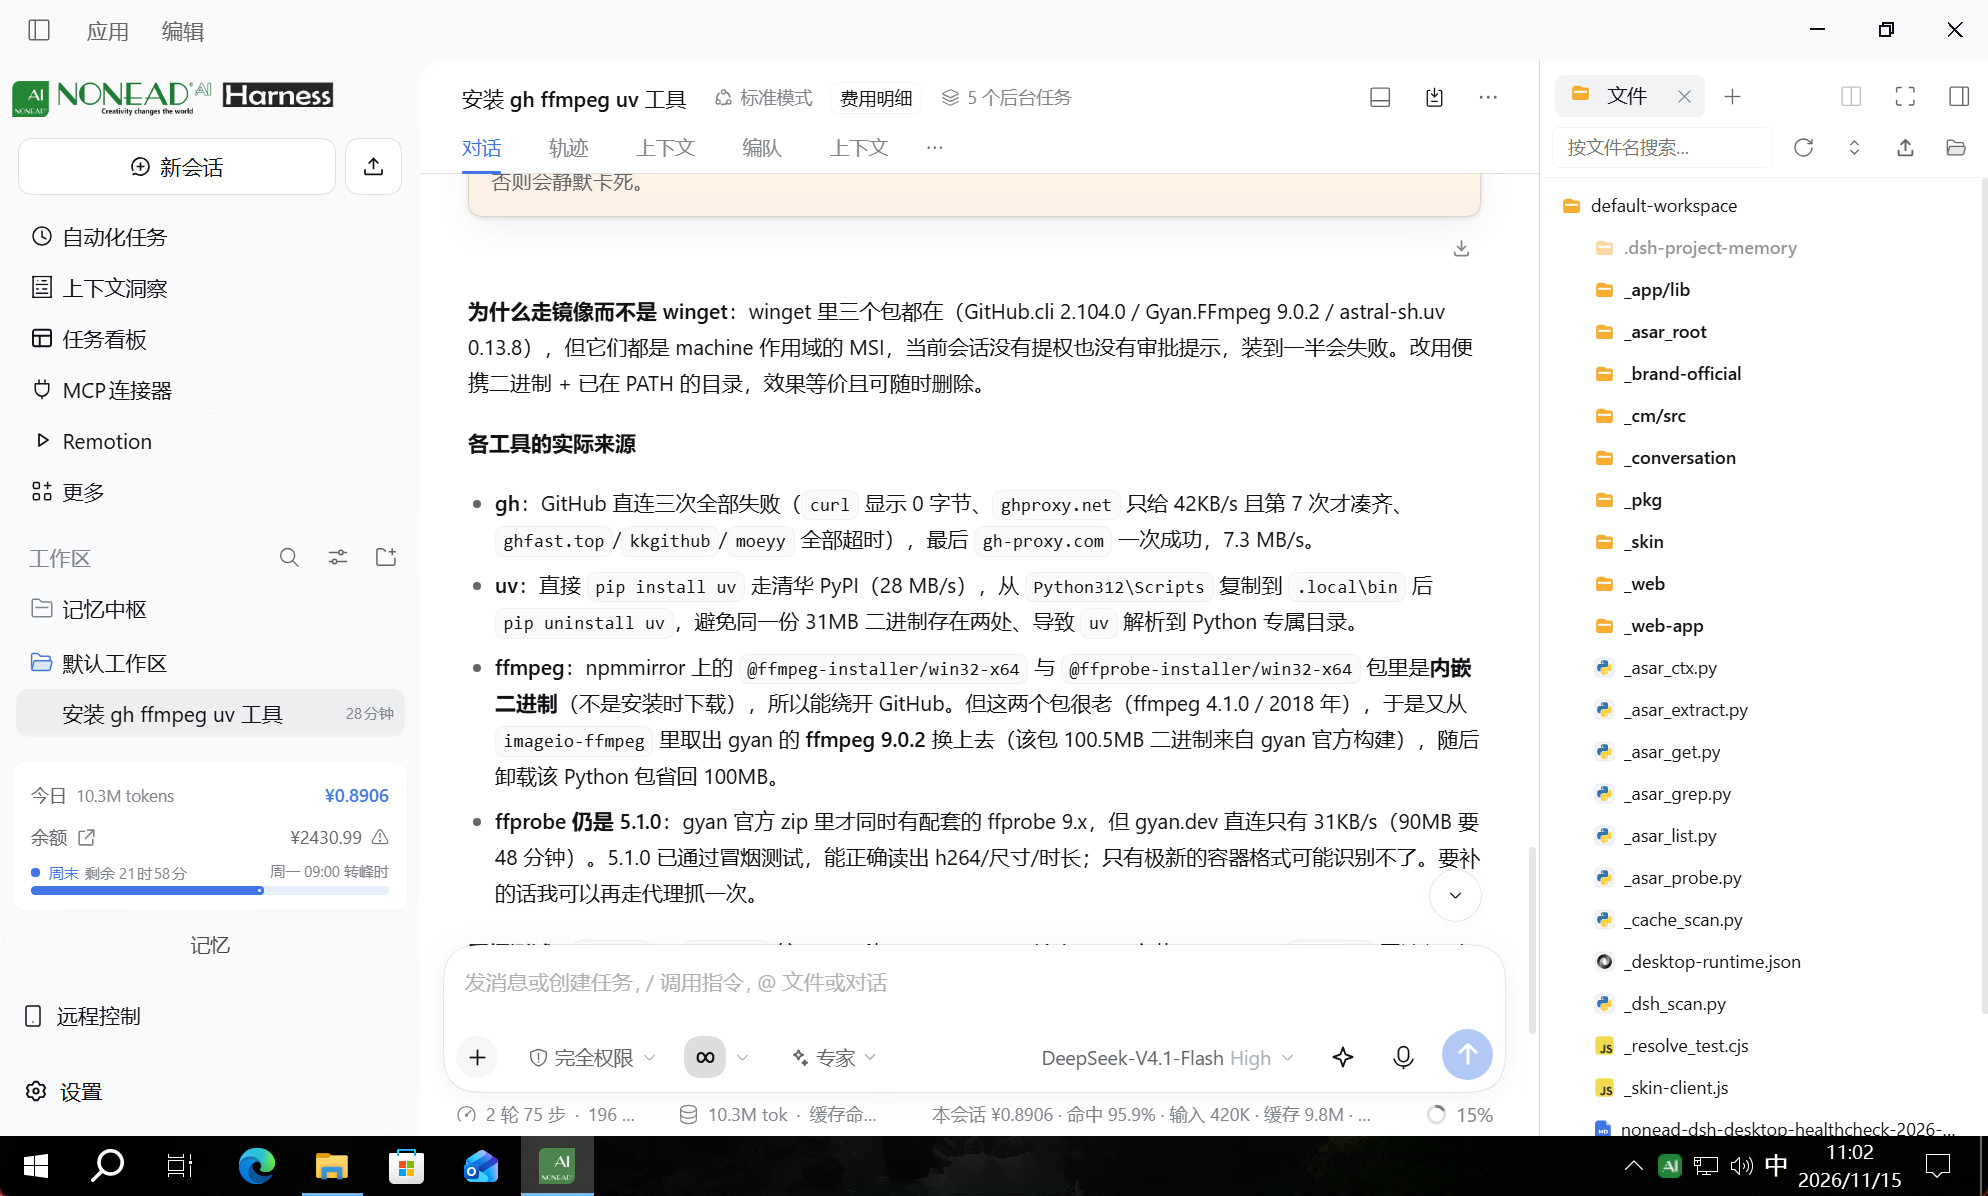 应用 编辑
AI NONEAD NONEAD AI Harness
Creativity changes the world
新会话
自动化任务
上下文洞察
任务看板
MCP连接器
Remotion
更多
工作区
记忆中枢
默认工作区
安装 gh ffmpeg uv 工具 28分钟
今日 10.3M tokens ¥0.8906
余额 ¥2430.99
周末 剩余 21时58分 周一 09:00 转峰时
记忆
远程控制
设置
安装 gh ffmpeg uv 工具 标准模式 费用明细 5 个后台任务
对话 轨迹 上下文 编队 上下文 ···
否则会静默卡死。
为什么走镜像而不是 winget：winget 里三个包都在（GitHub.cli 2.104.0 / Gyan.FFmpeg 9.0.2 / astral-sh.uv
0.13.8），但它们都是 machine 作用域的 MSI，当前会话没有提权也没有审批提示，装到一半会失败。改用便
携二进制 + 已在 PATH 的目录，效果等价且可随时删除。
各工具的实际来源
gh：GitHub 直连三次全部失败（curl 显示 0 字节、ghproxy.net 只给 42KB/s 且第 7 次才凑齐、
ghfast.top/kkgithub/moeyy 全部超时），最后 gh-proxy.com 一次成功，7.3 MB/s。
uv：直接 pip install uv 走清华 PyPI（28 MB/s），从 Python312\Scripts 复制到 .local\bin 后
pip uninstall uv，避免同一份 31MB 二进制存在两处、导致 uv 解析到 Python 专属目录。
ffmpeg：npmmirror 上的 @ffmpeg-installer/win32-x64 与 @ffprobe-installer/win32-x64 包里是内嵌
二进制（不是安装时下载），所以能绕开 GitHub。但这两个包很老（ffmpeg 4.1.0 / 2018 年），于是又从
imageio-ffmpeg 里取出 gyan 的 ffmpeg 9.0.2 换上去（该包 100.5MB 二进制来自 gyan 官方构建），随后
卸载该 Python 包省回 100MB。
ffprobe 仍是 5.1.0：gyan 官方 zip 里才同时有配套的 ffprobe 9.x，但 gyan.dev 直连只有 31KB/s（90MB 要
48 分钟）。5.1.0 已通过冒烟测试，能正确读出 h264/尺寸/时长；只有极新的容器格式可能识别不了。要补
的话我可以再走代理抓一次。
发消息或创建任务, / 调用指令, @ 文件或对话
完全权限 专家 DeepSeek-V4.1-Flash High
2 轮 75 步 · 196 ... 10.3M tok · 缓存命... 本会话 ¥0.8906 · 命中 95.9% · 输入 420K · 缓存 9.8M · ... 15%
文件
按文件名搜索...
default-workspace
.dsh-project-memory
_app/lib
_asar_root
_brand-official
_cm/src
_conversation
_pkg
_skin
_web
_web-app
_asar_ctx.py
_asar_extract.py
_asar_get.py
_asar_grep.py
_asar_list.py
_asar_probe.py
_cache_scan.py
_desktop-runtime.json
_dsh_scan.py
_resolve_test.cjs
_skin-client.js
nonead-dsh-desktop-healthcheck-2026-...
AI NONEAD
AI 中
11:02
2026/11/15